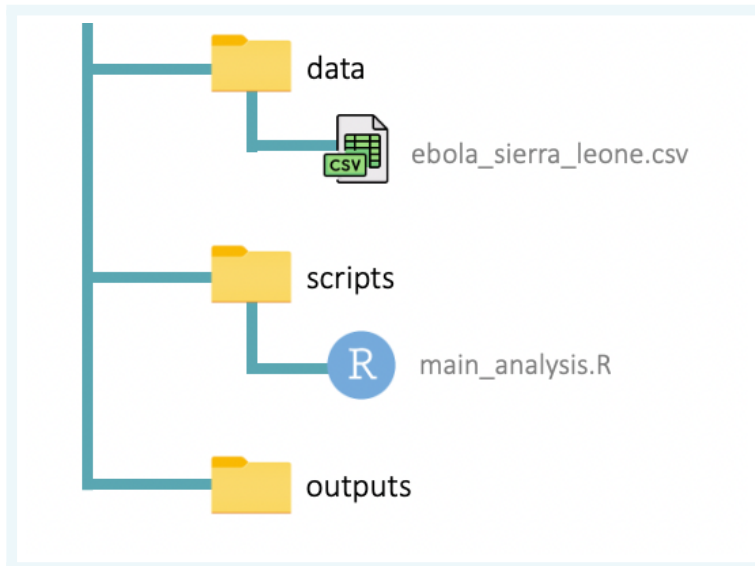 data
CSV
ebola_sierra_leone.csv
scripts
R
main_analysis.R
outputs